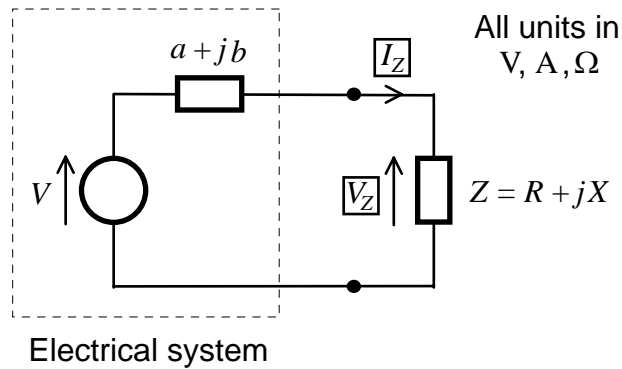 All units in
V, A, Ω
a + jb
I_Z
V
V_Z
Z = R + jX
Electrical system